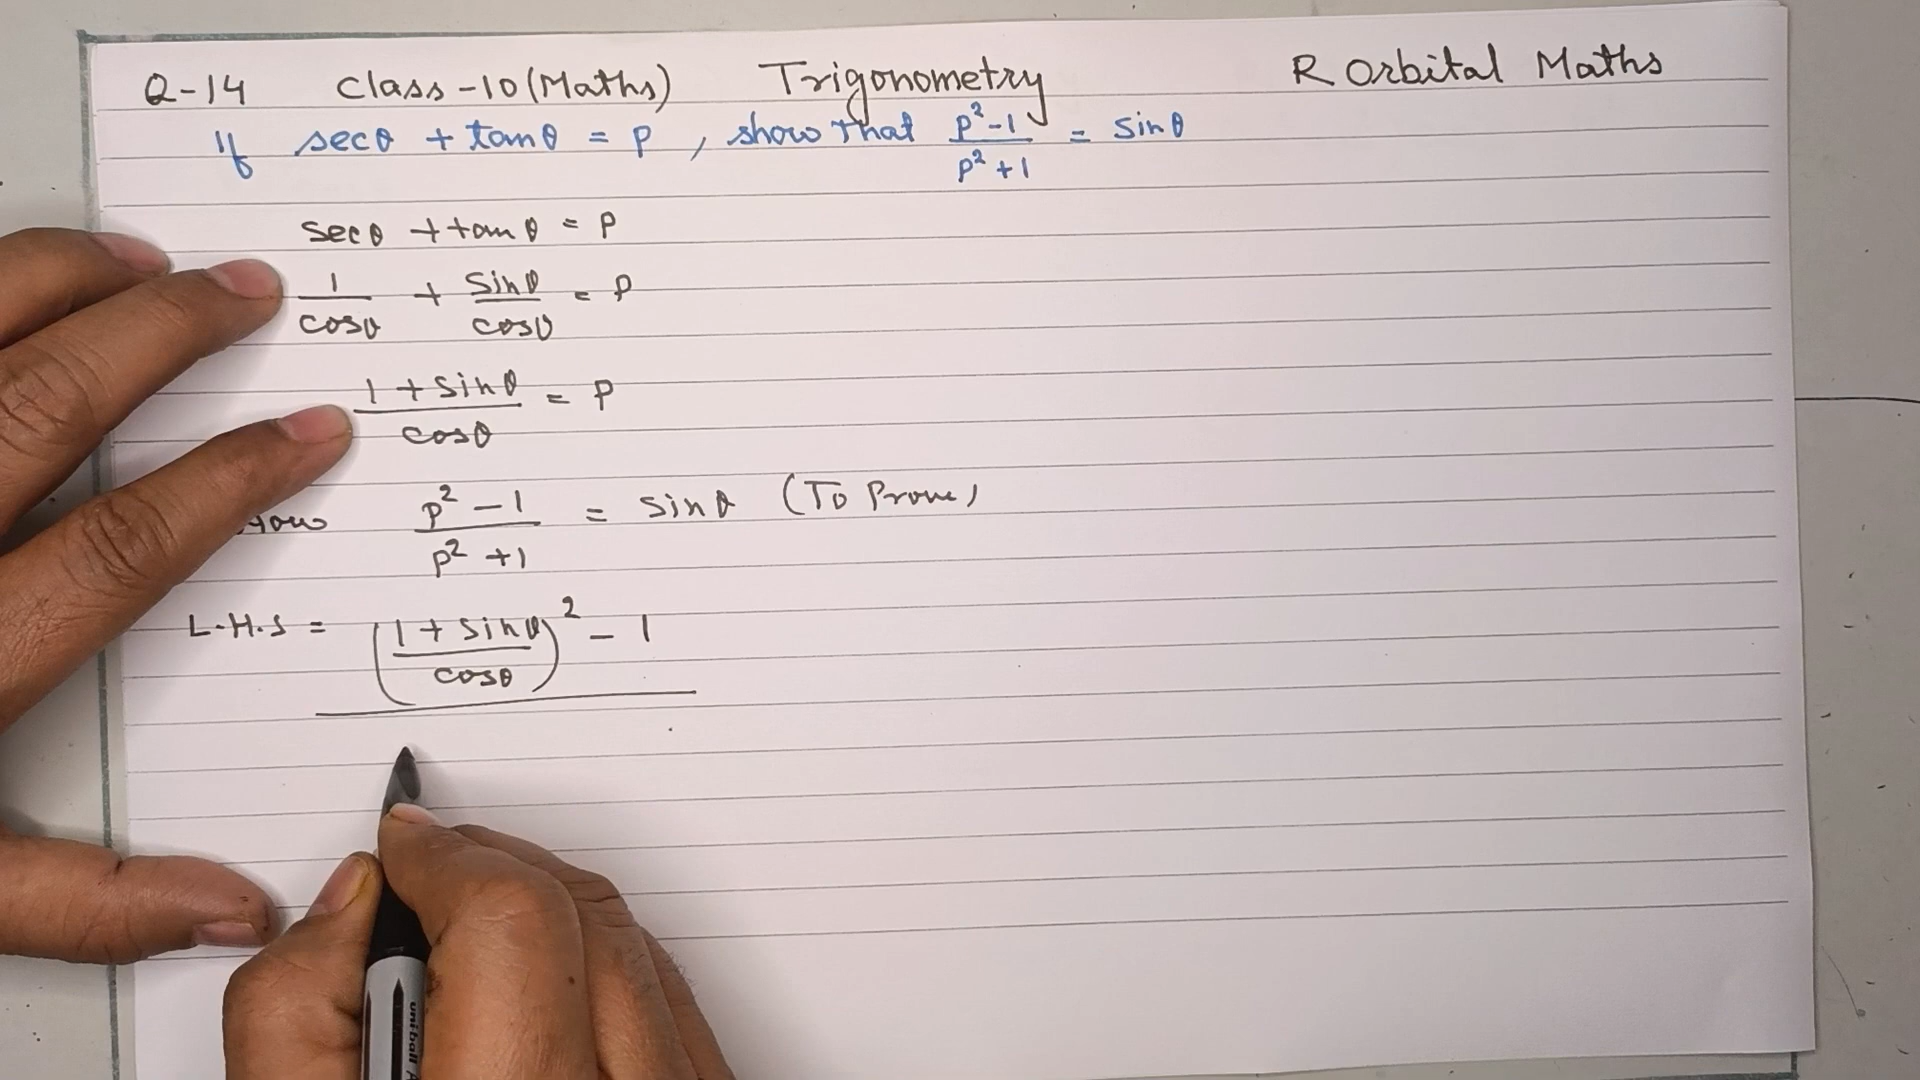 Q-14 Class-10 (Maths) Trigonometry R Orbital Maths
If secθ + tanθ = p , show that (p²-1)/(p²+1) = sinθ
secθ + tanθ = p
1/cosθ + sinθ/cosθ = p
(1 + sinθ)/cosθ = p
(p² - 1)/(p² + 1) = sinθ (To Prove)
L.H.S = ((1 + sinθ)/cosθ)² - 1
uniball